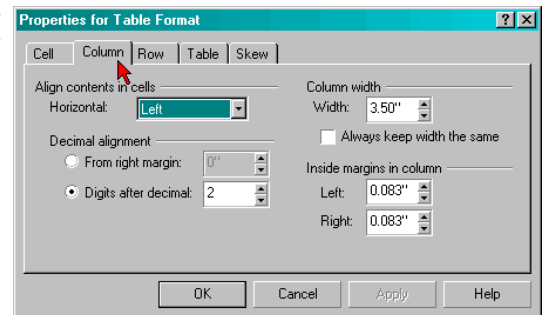 Properties for Table Format
Cell Column Row Table Skew
Align contents in cells
Horizontal: Left
Decimal alignment
From right margin: 0"
Digits after decimal: 2
Column width
Width: 3.50"
Always keep width the same
Inside margins in column
Left: 0.083"
Right: 0.083"
OK Cancel Apply Help